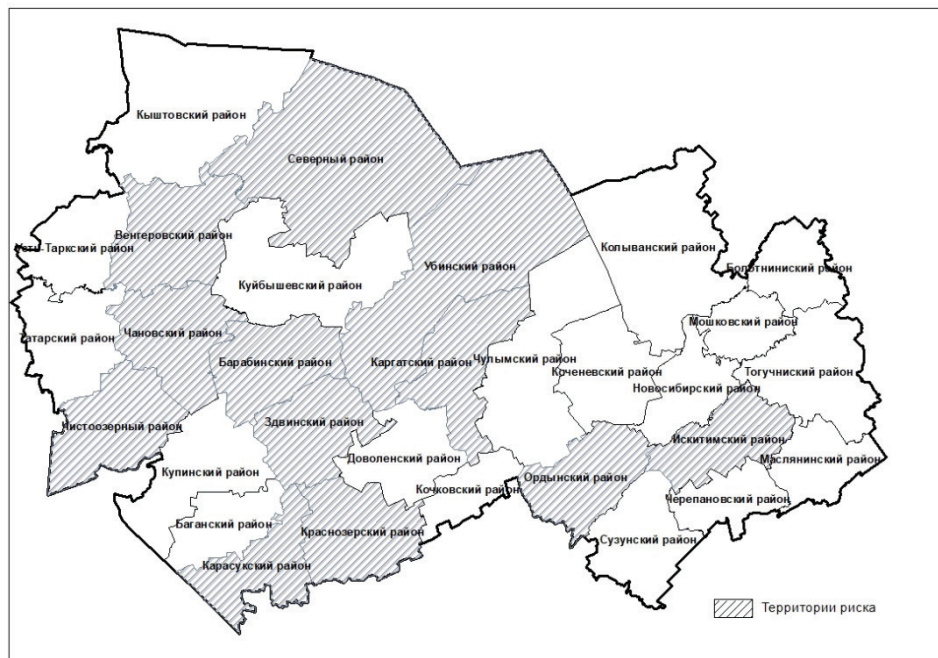 Кыштовский район
Северный район
Венгеровский район
Усть-Таркский район
Колыванский район
Убинский район
Болотниниский район
Куйбышевский район
Мошковский район
Чановский район
Татарский район
Барабинский район
Каргатский район
Чулымский район
Коченевский район
Тогучниский район
Новосибирский район
Чистоозерный район
Здвинский район
Искитимский район
Доволенский район
Маслянинский район
Купинский район
Ордынский район
Кочковский район
Черепановский район
Баганский район
Краснозерский район
Сузунский район
Карасукский район
Территории риска